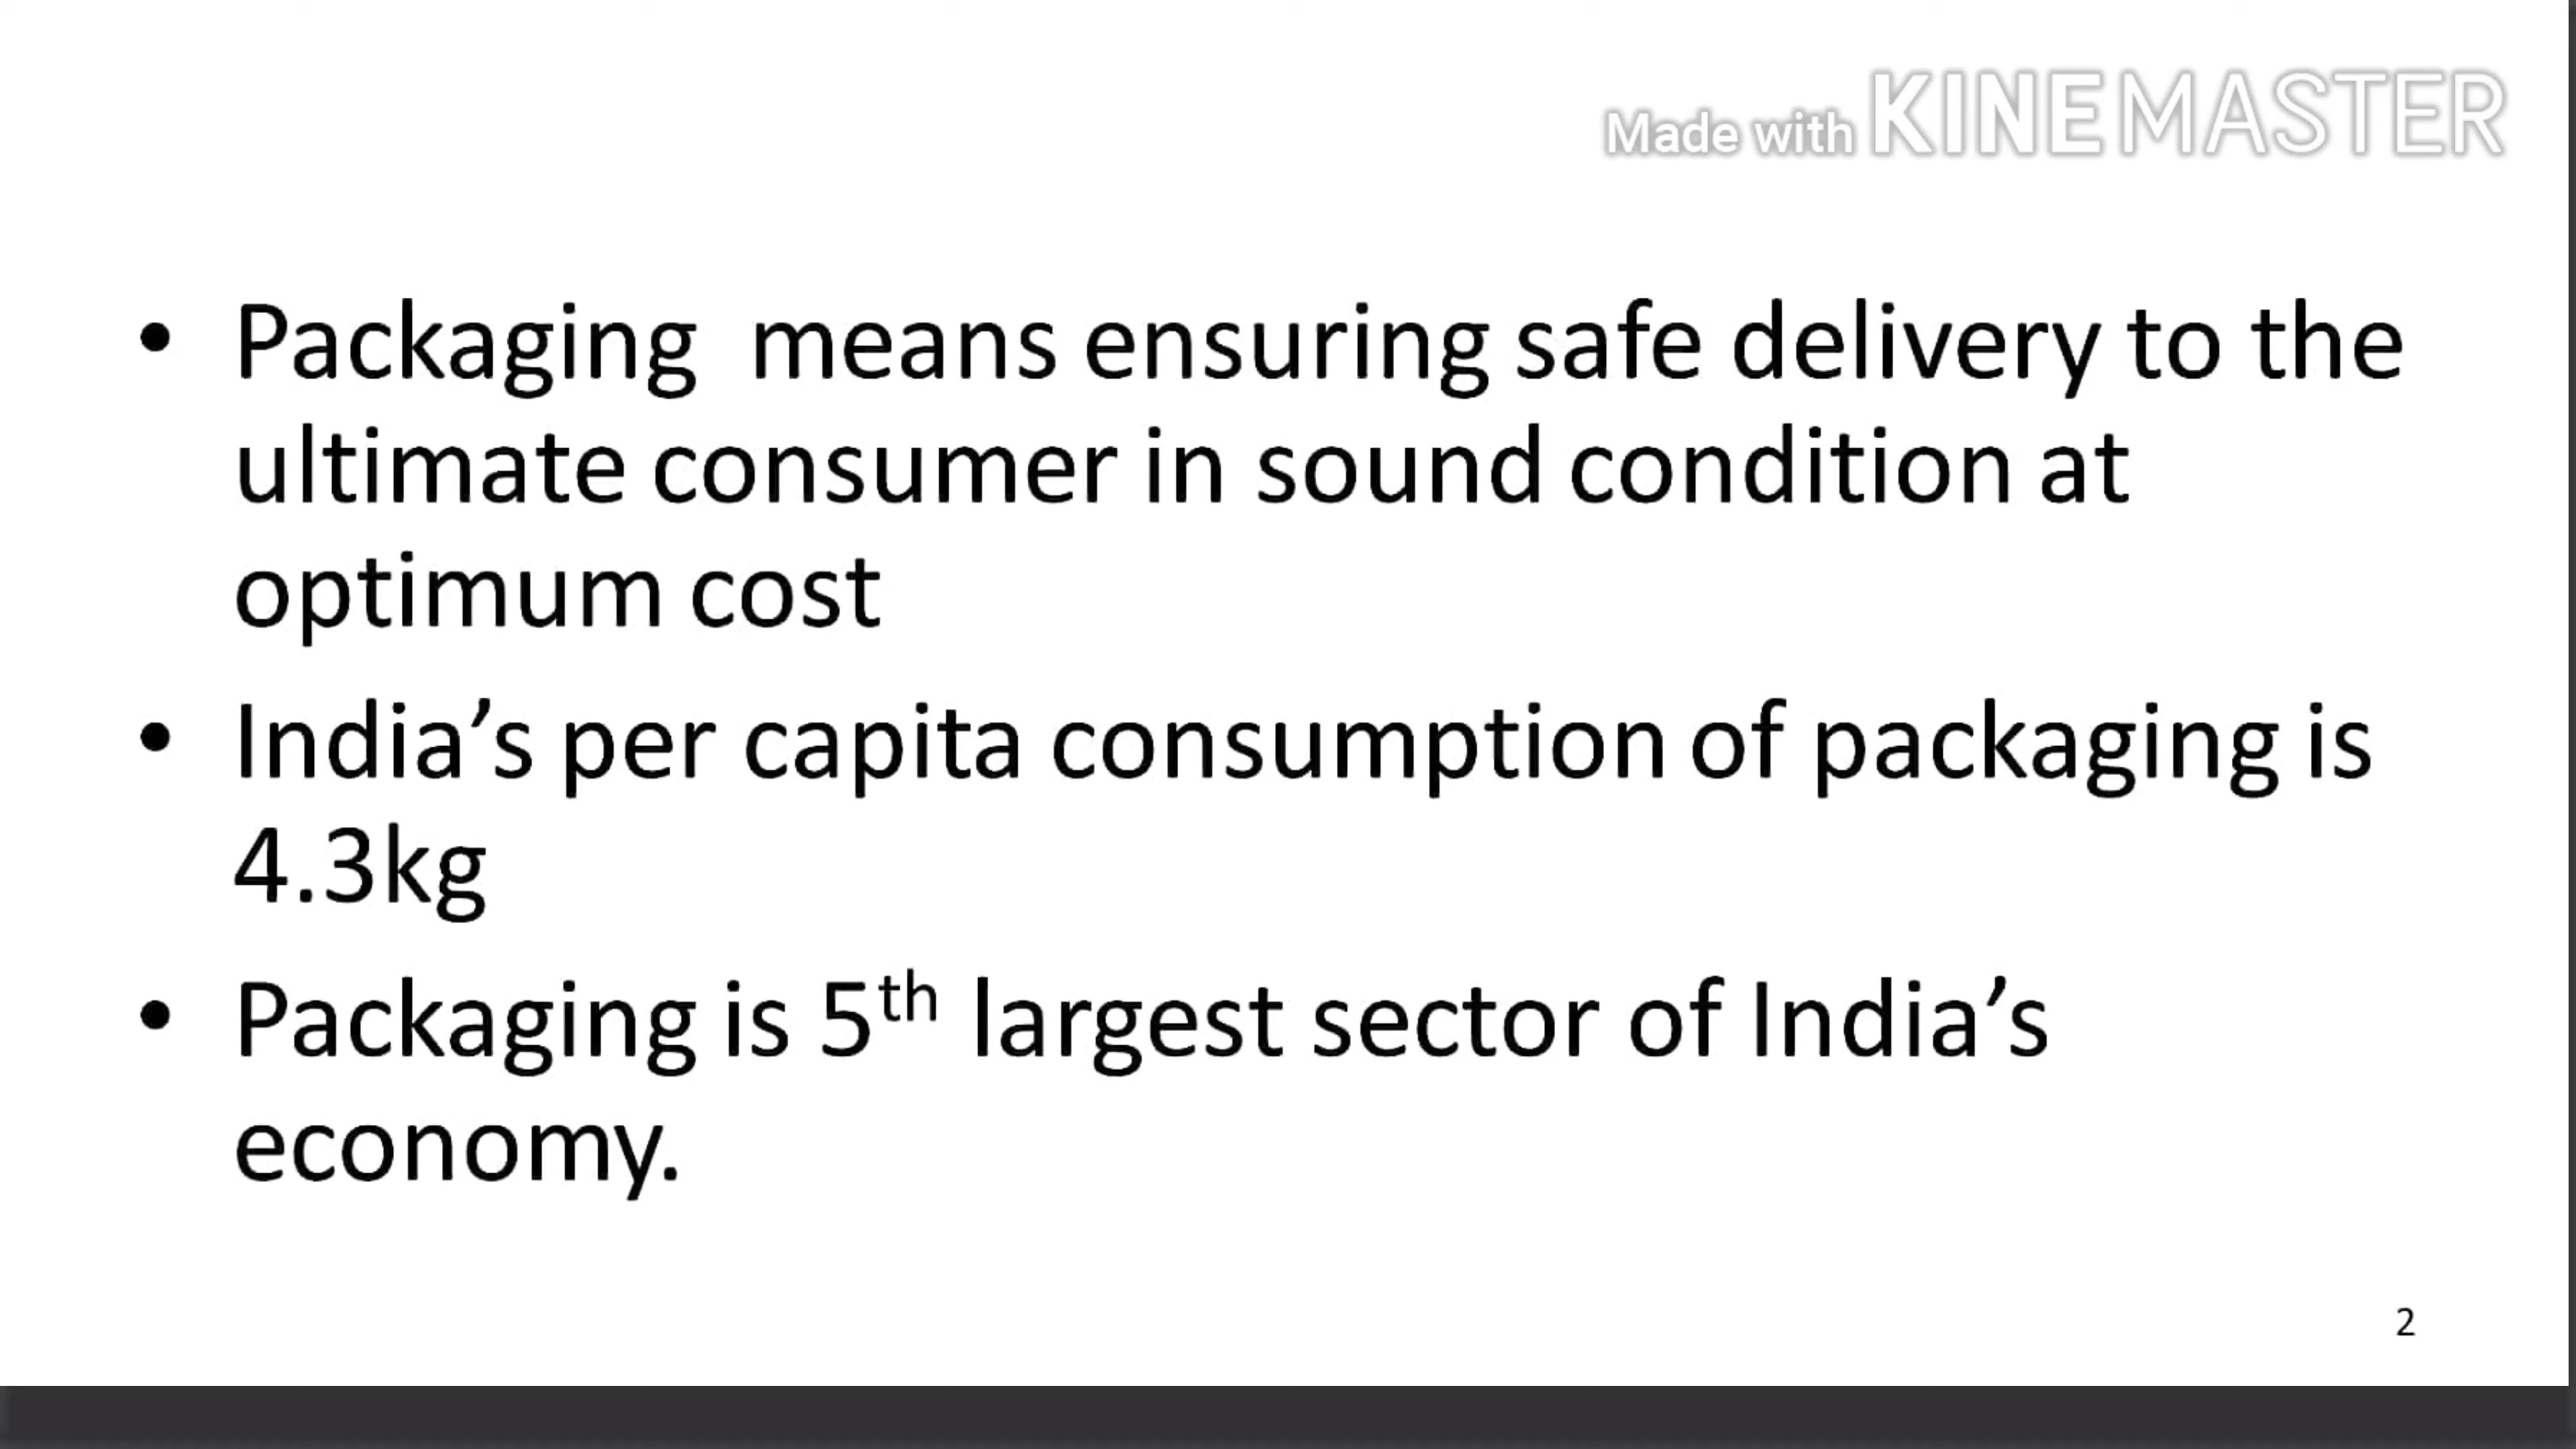 Made with KINEMASTER
• Packaging  means ensuring safe delivery to the
ultimate consumer in sound condition at
optimum cost
• India’s per capita consumption of packaging is
4.3kg
• Packaging is 5th largest sector of India’s
economy.
2